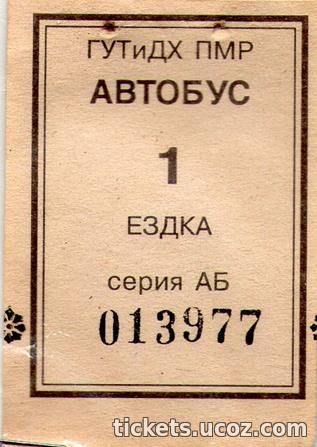 ГУТиДХ ПМР
АВТОБУС
1
ЕЗДКА
серия АБ
013977
tickets.ucoz.com